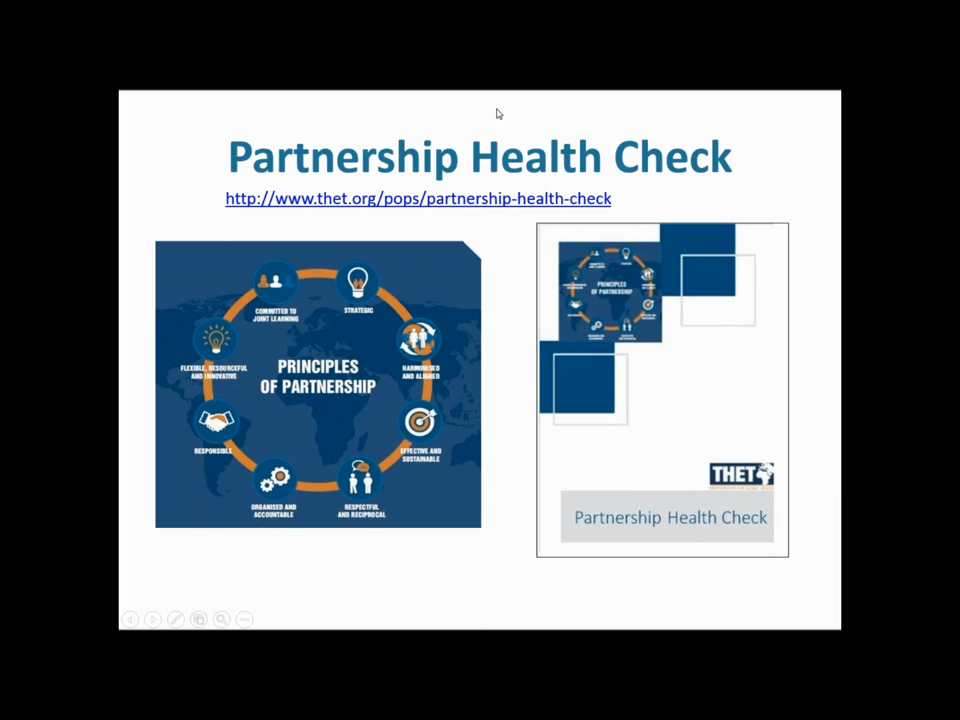 Partnership Health Check
http://www.thet.org/pops/partnership-health-check
COMMITTED TO
JOINT LEARNING
STRATEGIC
FLEXIBLE, RESOURCEFUL
AND INNOVATIVE
PRINCIPLES
OF PARTNERSHIP
HARMONISED
AND ALIGNED
RESPONSIBLE
EFFECTIVE AND
SUSTAINABLE
ORGANISED AND
ACCOUNTABLE
RESPECTFUL
AND RECIPROCAL
PRINCIPLES
OF PARTNERSHIP
THET
Partnership Health Check